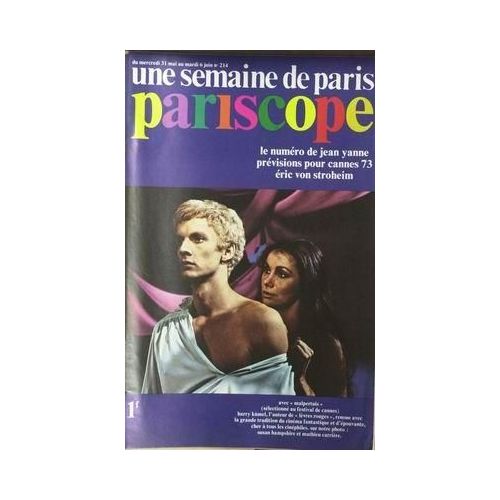 du mercredi 31 mai au mardi 6 juin nº 214
une semaine de paris
pariscope
le numéro de jean yanne
prévisions pour cannes 73
éric von stroheim
avec « malpertuis »
(sélectionné au festival de cannes)
harry kümel, l'auteur de « lèvres rouges », renoue avec
la grande tradition du cinéma fantastique et d'épouvante,
cher à tous les cinéphiles. sur notre photo :
susan hampshire et mathieu carrière.
1f